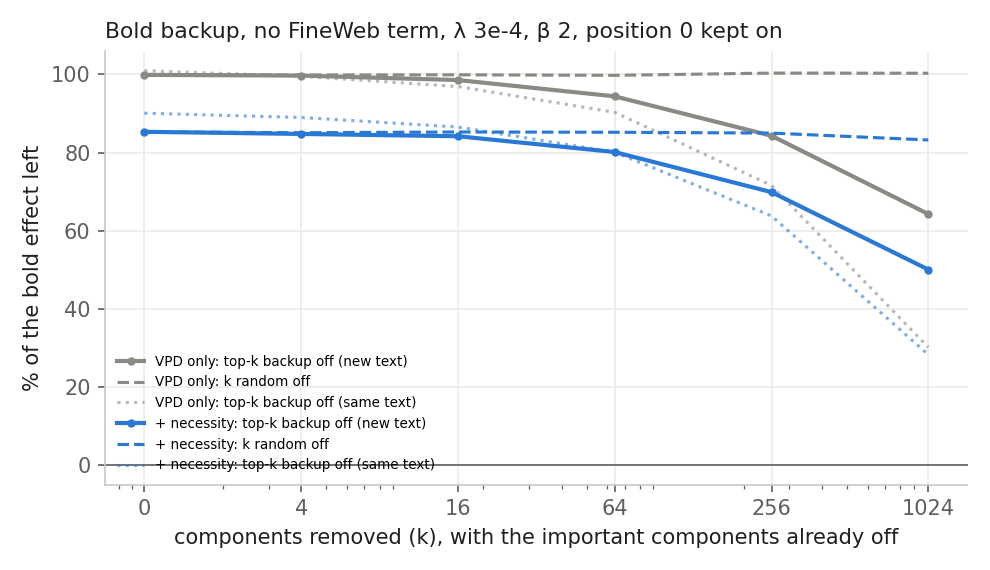 Bold backup, no FineWeb term, λ 3e-4, β 2, position 0 kept on
% of the bold effect left
100
80
60
40
20
0
VPD only: top-k backup off (new text)
VPD only: k random off
VPD only: top-k backup off (same text)
+ necessity: top-k backup off (new text)
+ necessity: k random off
+ necessity: top-k backup off (same text)
0 4 16 64 256 1024
components removed (k), with the important components already off